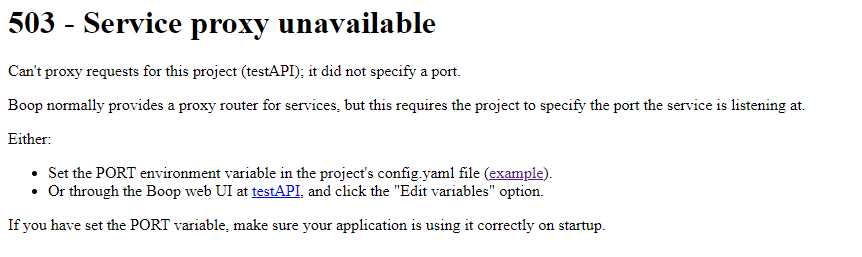 503 - Service proxy unavailable
Can't proxy requests for this project (testAPI); it did not specify a port.
Boop normally provides a proxy router for services, but this requires the project to specify the port the service is listening at.
Either:
• Set the PORT environment variable in the project's config.yaml file (example).
• Or through the Boop web UI at testAPI, and click the "Edit variables" option.
If you have set the PORT variable, make sure your application is using it correctly on startup.